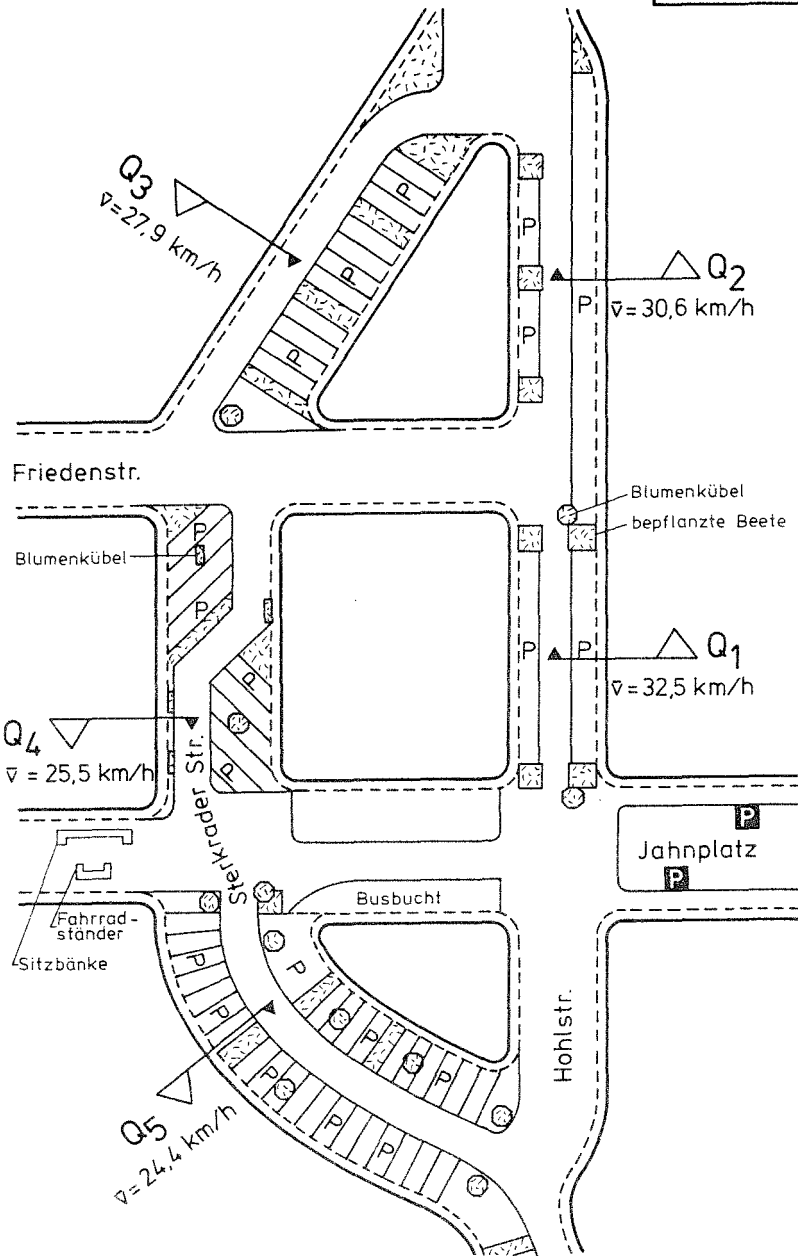 Q3
v̄=27,9 km/h
P
P
P
P
P
P
Q2
v̄=30,6 km/h
Friedenstr.
Blumenkübel
bepflanzte Beete
P
Blumenkübel
P
P
P
P
Q1
v̄=32,5 km/h
P
Q4
v̄ = 25,5 km/h
Sterkrader Str.
P
Jahnplatz
P
Busbucht
Fahrrad-
ständer
Sitzbänke
P
P
P
P
P
P
P
P
Hohlstr.
Q5
v̄=24,4 km/h